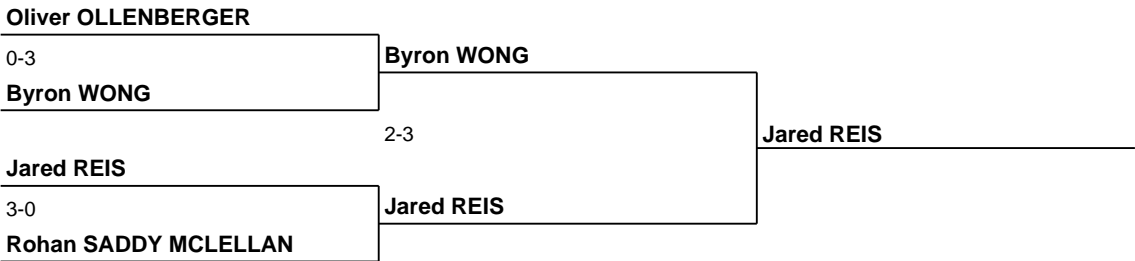 Oliver OLLENBERGER
0-3
Byron WONG
Byron WONG
2-3
Jared REIS
Jared REIS
3-0
Jared REIS
Rohan SADDY MCLELLAN